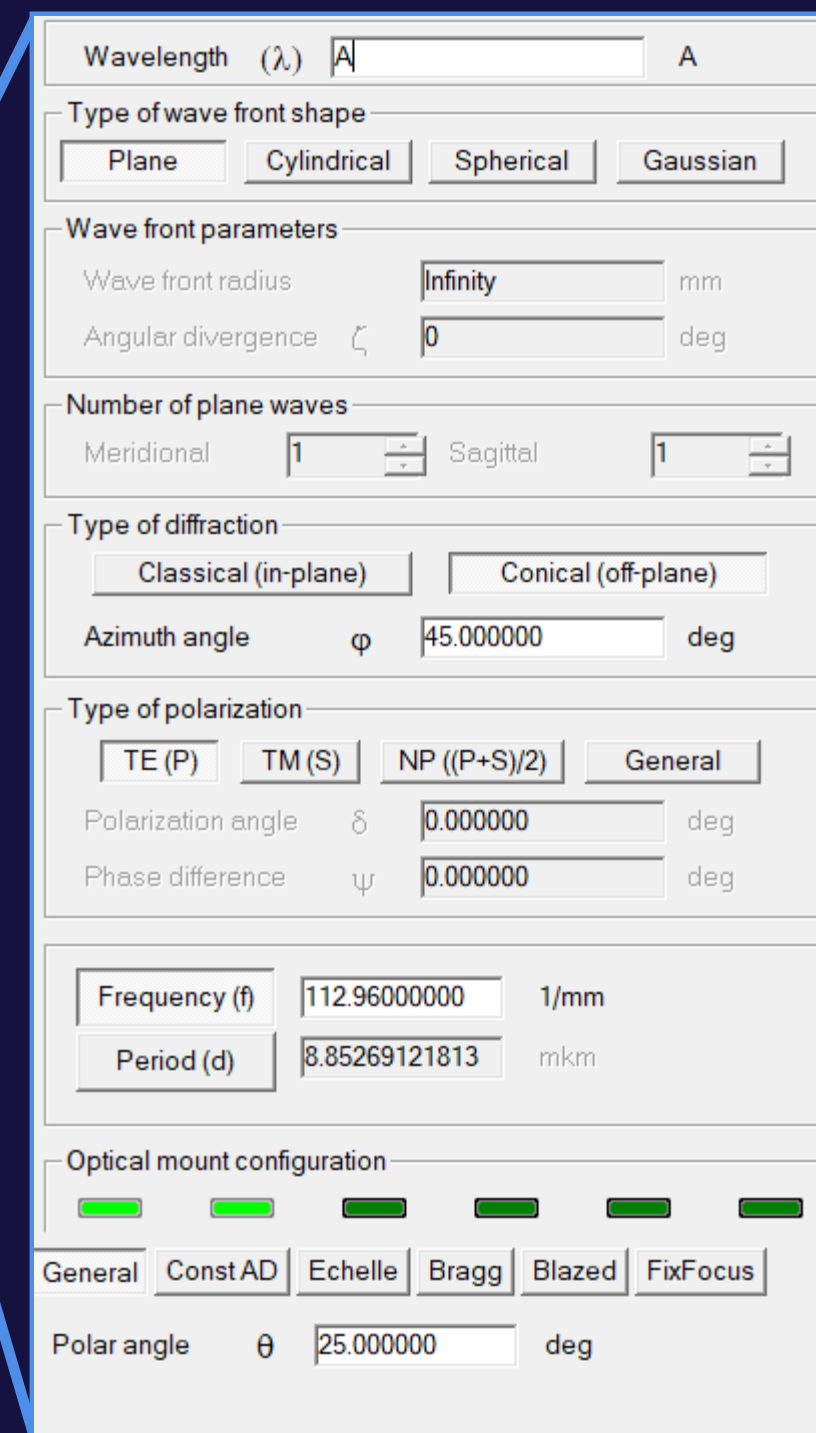 Wavelength (λ) A A
Type of wave front shape
Plane Cylindrical Spherical Gaussian
Wave front parameters
Wave front radius Infinity mm
Angular divergence ζ 0 deg
Number of plane waves
Meridional 1 Sagittal 1
Type of diffraction
Classical (in-plane) Conical (off-plane)
Azimuth angle φ 45.000000 deg
Type of polarization
TE (P) TM (S) NP ((P+S)/2) General
Polarization angle δ 0.000000 deg
Phase difference ψ 0.000000 deg
Frequency (f) 112.96000000 1/mm
Period (d) 8.85269121813 mkm
Optical mount configuration
General Const AD Echelle Bragg Blazed FixFocus
Polar angle θ 25.000000 deg